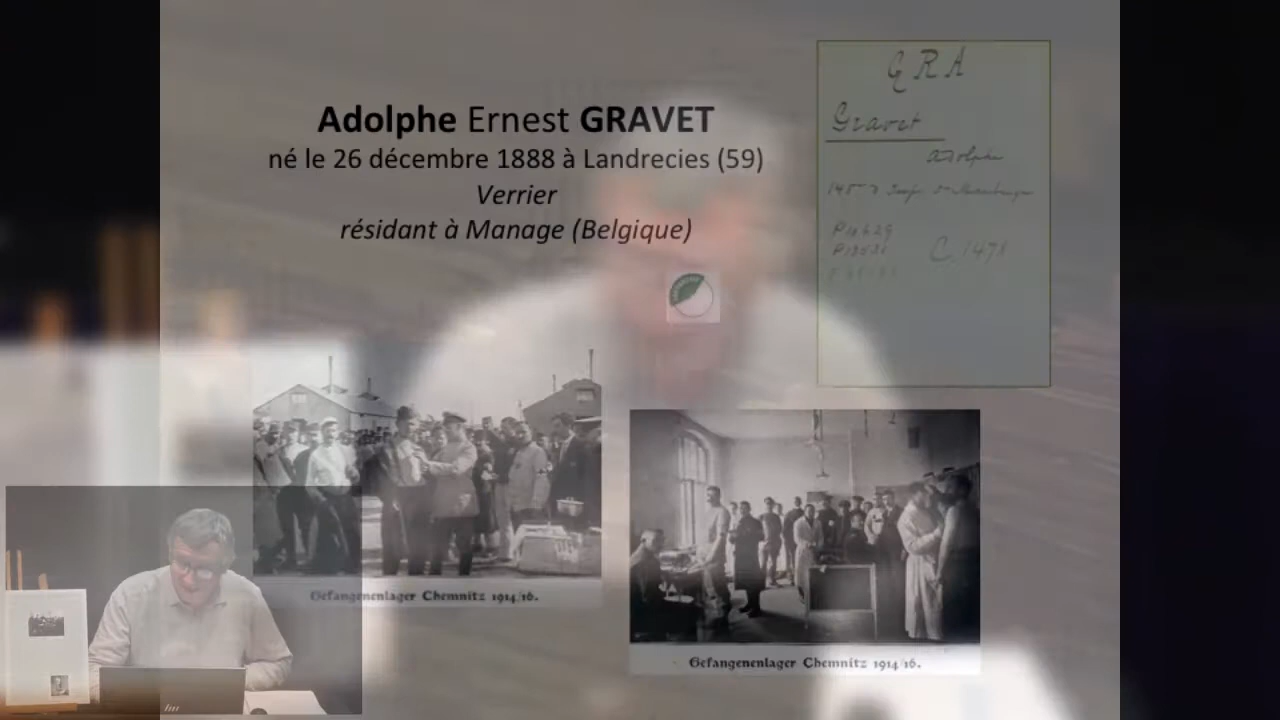 Adolphe Ernest GRAVET
né le 26 décembre 1888 à Landrecies (59)
Verrier
résidant à Manage (Belgique)
GRA
Gravet
Adolphe
C. 1478
Gefangenenlager Chemnitz 1914/16.
Gefangenenlager Chemnitz 1914/16.